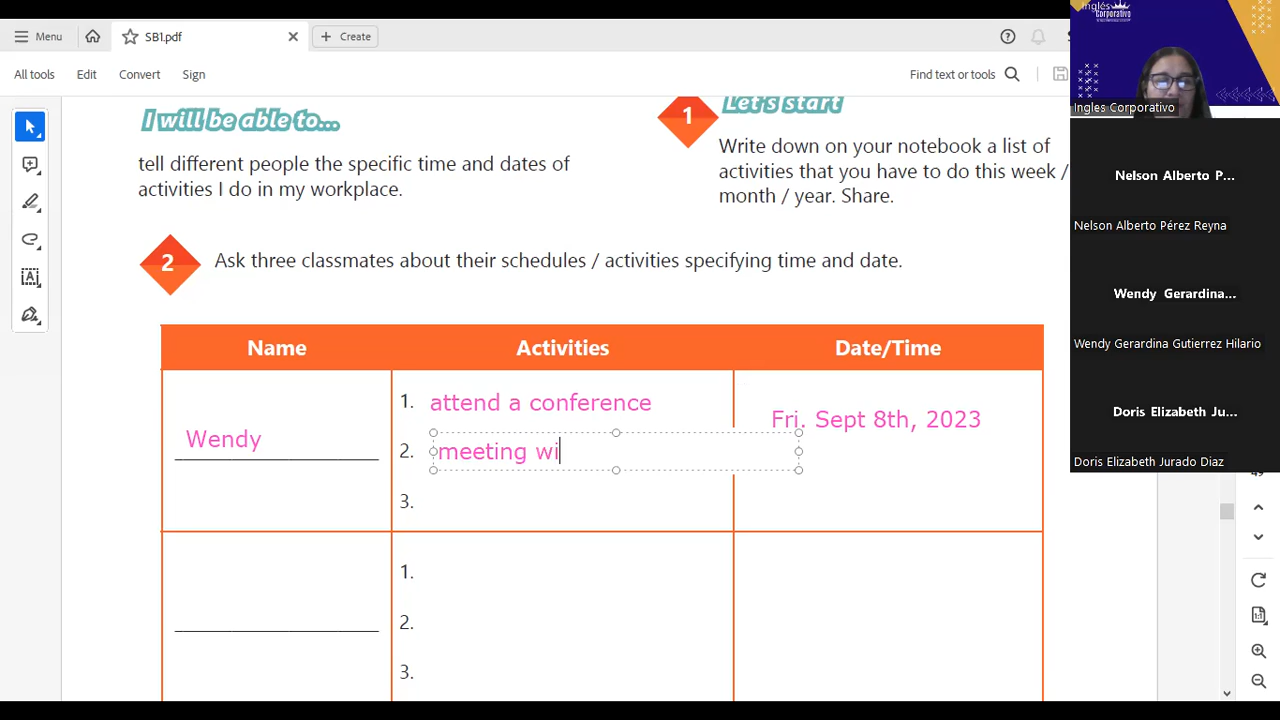 Menu
SB1.pdf
Create
All tools
Edit
Convert
Sign
Find text or tools
I will be able to...
tell different people the specific time and dates of
activities I do in my workplace.
1
Let's start
Write down on your notebook a list of
activities that you have to do this week /
month / year. Share.
2
Ask three classmates about their schedules / activities specifying time and date.
Name
Activities
Date/Time
Wendy
1. attend a conference
2. meeting wi
3.
Fri. Sept 8th, 2023
1.
2.
3.
Inglés
corporativo
Ingles Corporativo
Nelson Alberto P...
Nelson Alberto Pérez Reyna
Wendy Gerardina...
Wendy Gerardina Gutierrez Hilario
Doris Elizabeth Ju...
Doris Elizabeth Jurado Diaz